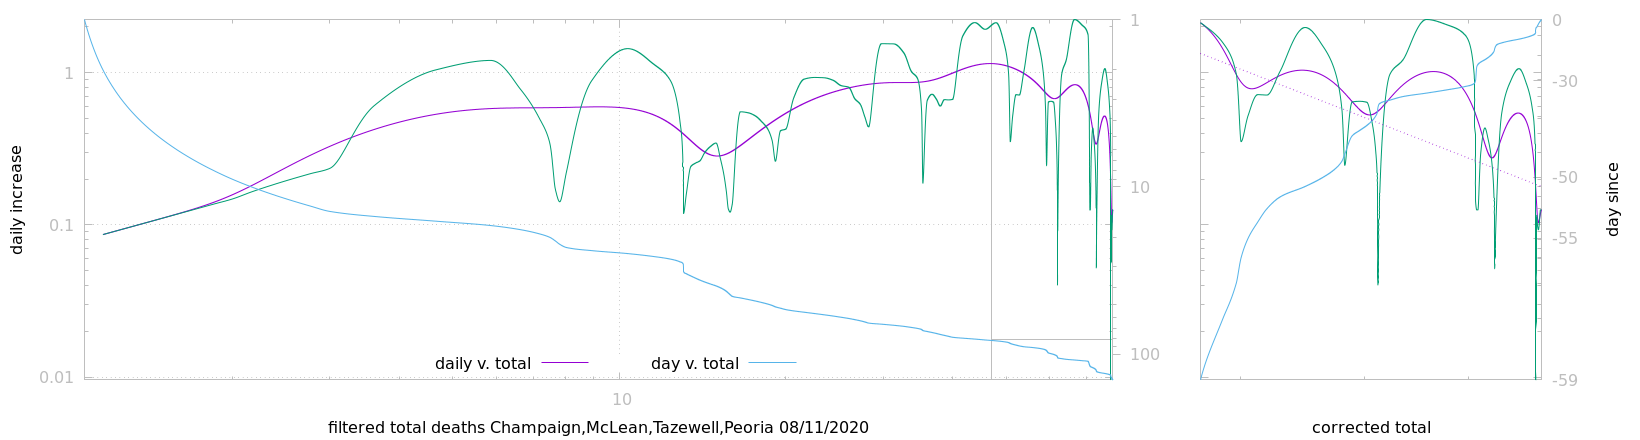 daily increase
1
0.1
0.01
10
1
10
100
daily v. total
day v. total
filtered total deaths Champaign,McLean,Tazewell,Peoria 08/11/2020
0
-30
-50
-55
-59
day since
corrected total